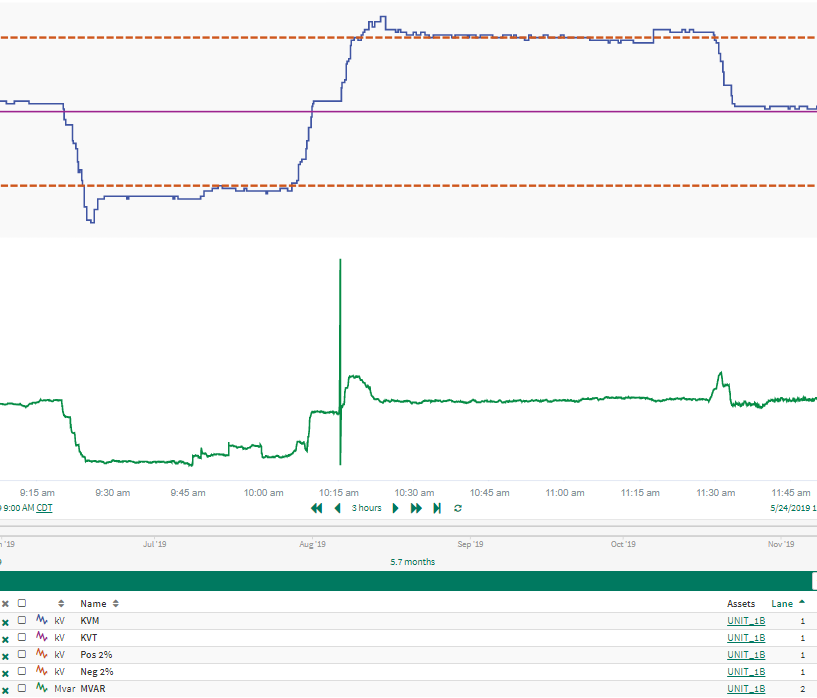 9:15 am 9:30 am 9:45 am 10:00 am 10:15 am 10:30 am 10:45 am 11:00 am 11:15 am 11:30 am 11:45 am
9:00 AM CDT 3 hours 5/24/2019 1
'19 Jul '19 Aug '19 Sep '19 Oct '19 Nov '19
5.7 months
Name Assets Lane
kV KVM UNIT_1B 1
kV KVT UNIT_1B 1
kV Pos 2% UNIT_1B 1
kV Neg 2% UNIT_1B 1
Mvar MVAR UNIT_1B 2